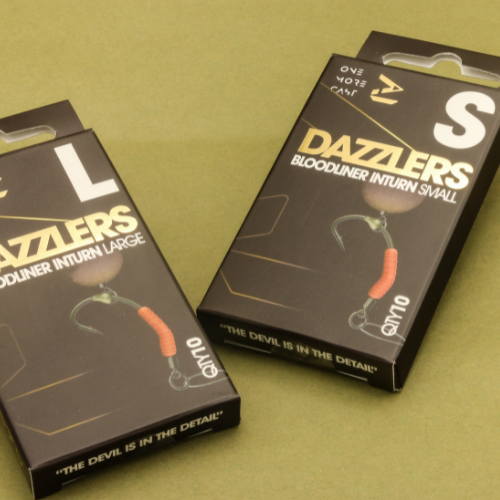 L
AZZLERS
ODLINER INTURN LARGE
QTY10
"THE DEVIL IS IN THE DETAIL"
ONE
MORE
CAST
S
DAZZLERS
BLOODLINER INTURN SMALL
QTY10
"THE DEVIL IS IN THE DETAIL"